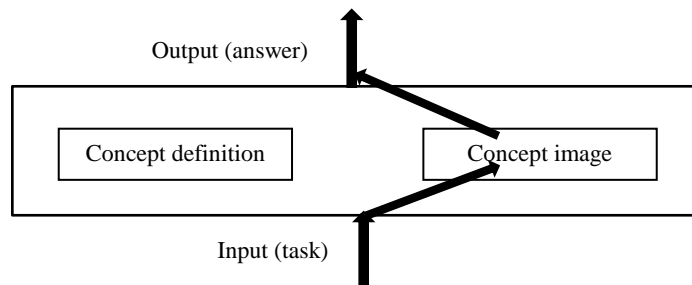 Output (answer)
Concept definition
Concept image
Input (task)